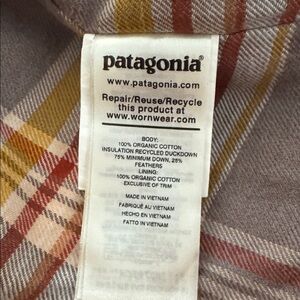 patagonia®
www.patagonia.com
Repair/Reuse/Recycle
this product at
www.wornwear.com
BODY:
100% ORGANIC COTTON
INSULATION RECYCLED DUCKDOWN
75% MINIMUM DOWN, 25%
FEATHERS
LINING:
100% ORGANIC COTTON
EXCLUSIVE OF TRIM
MADE IN VIETNAM
FABRIQUÉ AU VIETNAM
HECHO EN VIETNAM
FATTO IN VIETNAM